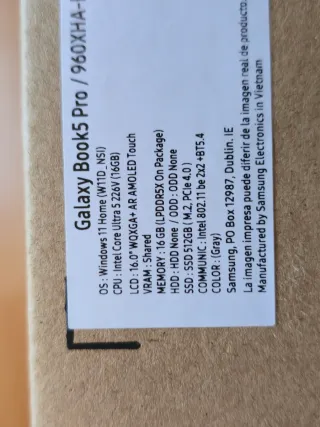 Galaxy Book5 Pro / 960XHA-
OS : Windows 11 Home (W11D_NSI)
CPU : Intel Core Ultra 5 226V (16GB)
LCD : 16.0" WQXGA+ AR AMOLED Touch
VRAM : Shared
MEMORY : 16 GB (LPDDR5X On Package)
HDD : HDD None / ODD : ODD None
SSD : SSD 512GB ( M.2, PCIe 4.0 )
COMMUNIC : Intel 802.11 be 2x2 +BT5.4
COLOR : (Gray)
Samsung, PO Box 12987, Dublin. IE
La imagen impresa puede diferir de la imagen real de producto.
Manufactured by Samsung Electronics in Vietnam